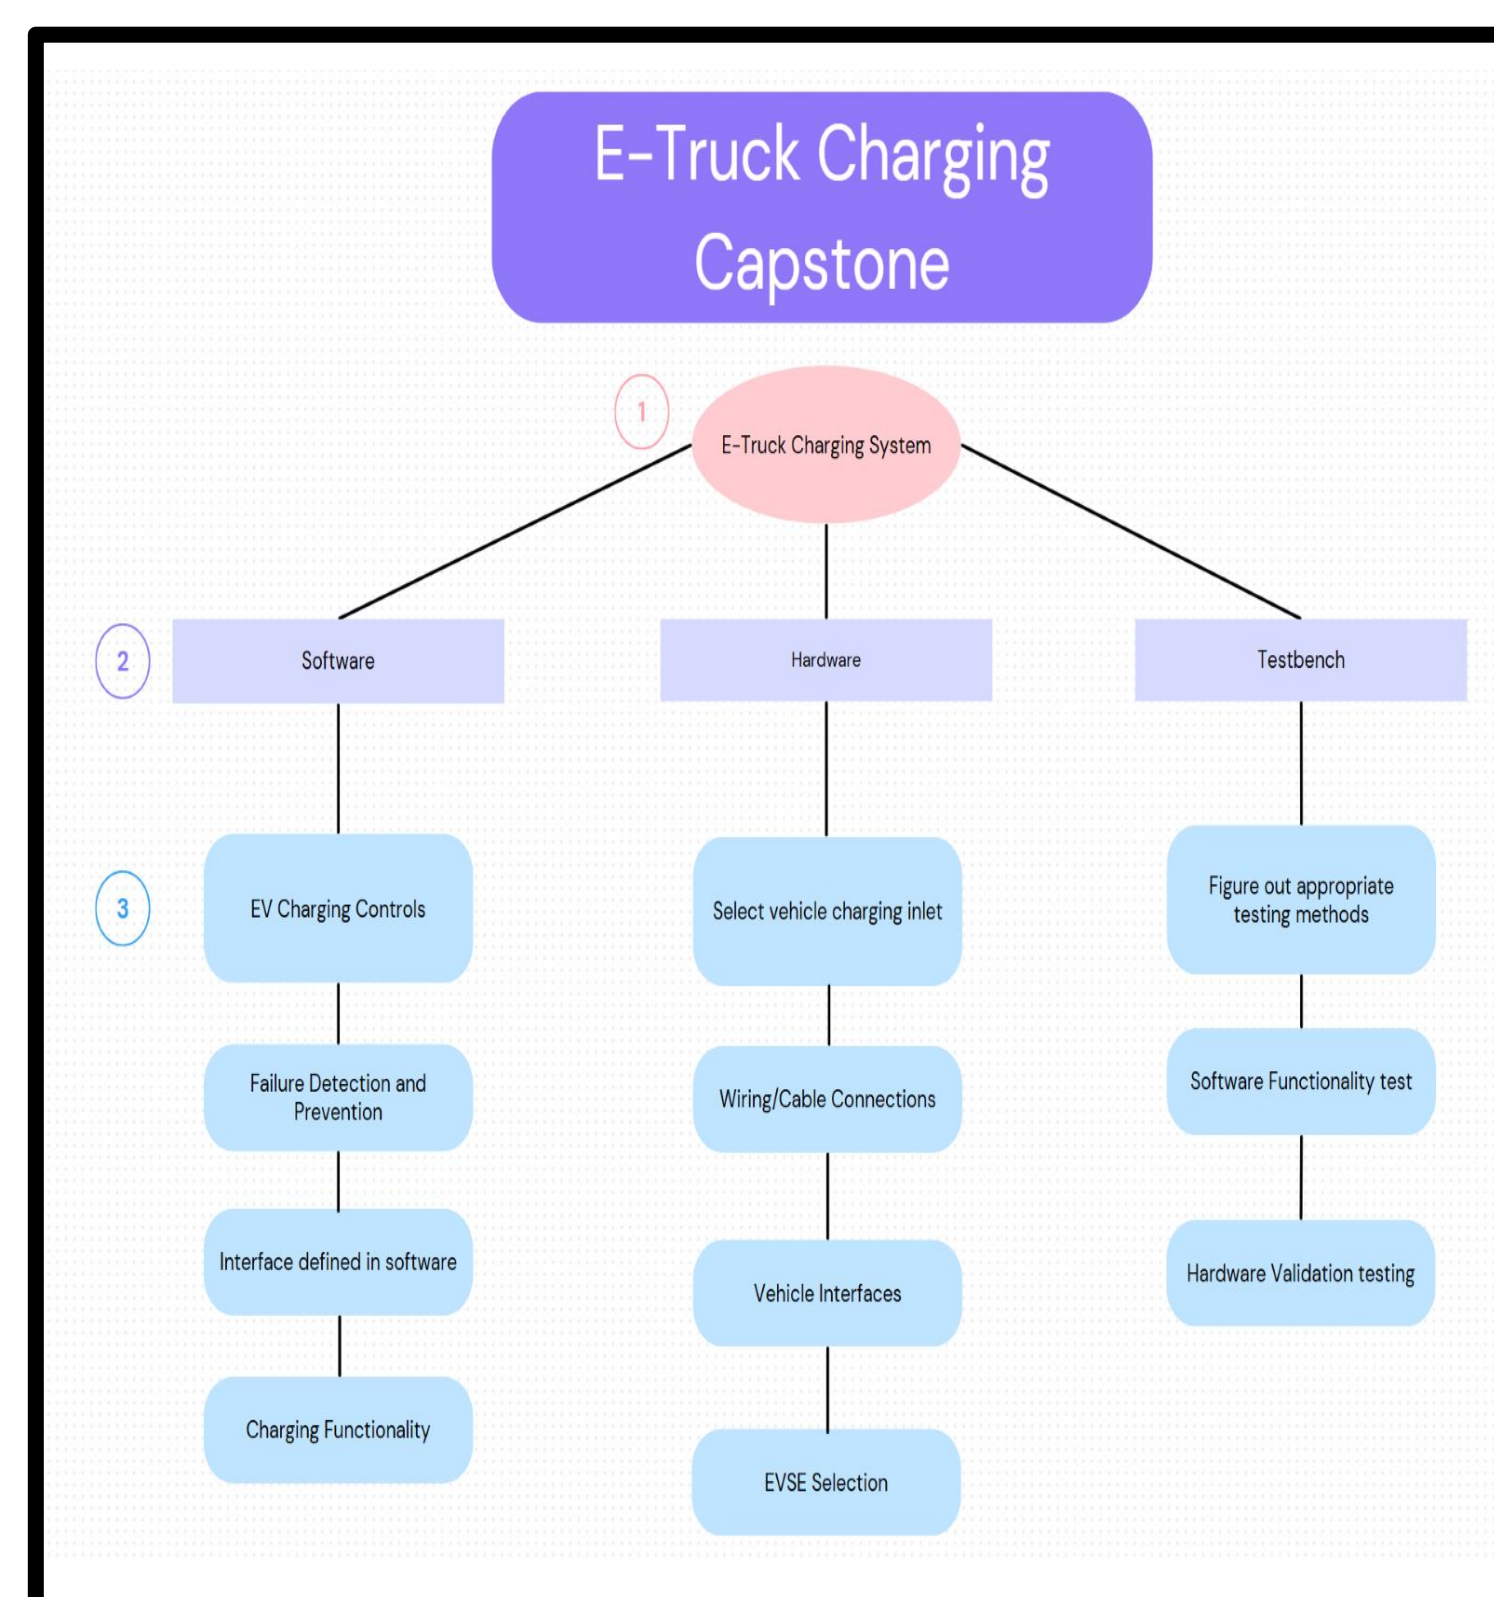 E-Truck Charging
Capstone
1
E-Truck Charging System
2
Software
Hardware
Testbench
3
EV Charging Controls
Select vehicle charging inlet
Figure out appropriate
testing methods
Failure Detection and
Prevention
Wiring/Cable Connections
Software Functionality test
Interface defined in software
Vehicle Interfaces
Hardware Validation testing
Charging Functionality
EVSE Selection